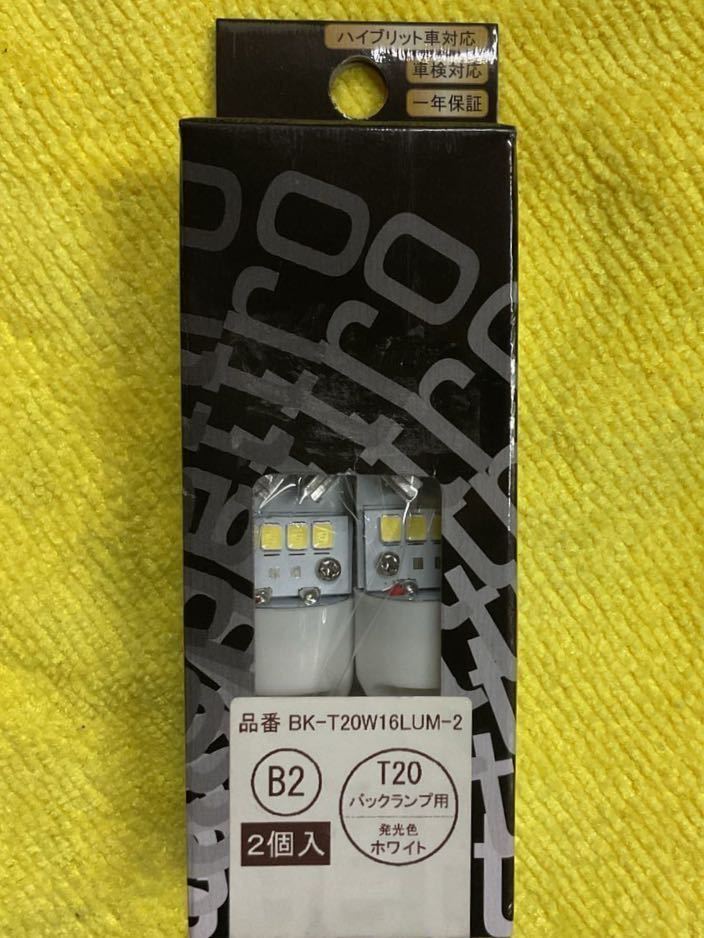 ハイブリット車対応
車検対応
一年保証
品番 BK-T20W16LUM-2
B2
T20
バックランプ用
発光色
ホワイト
2個入